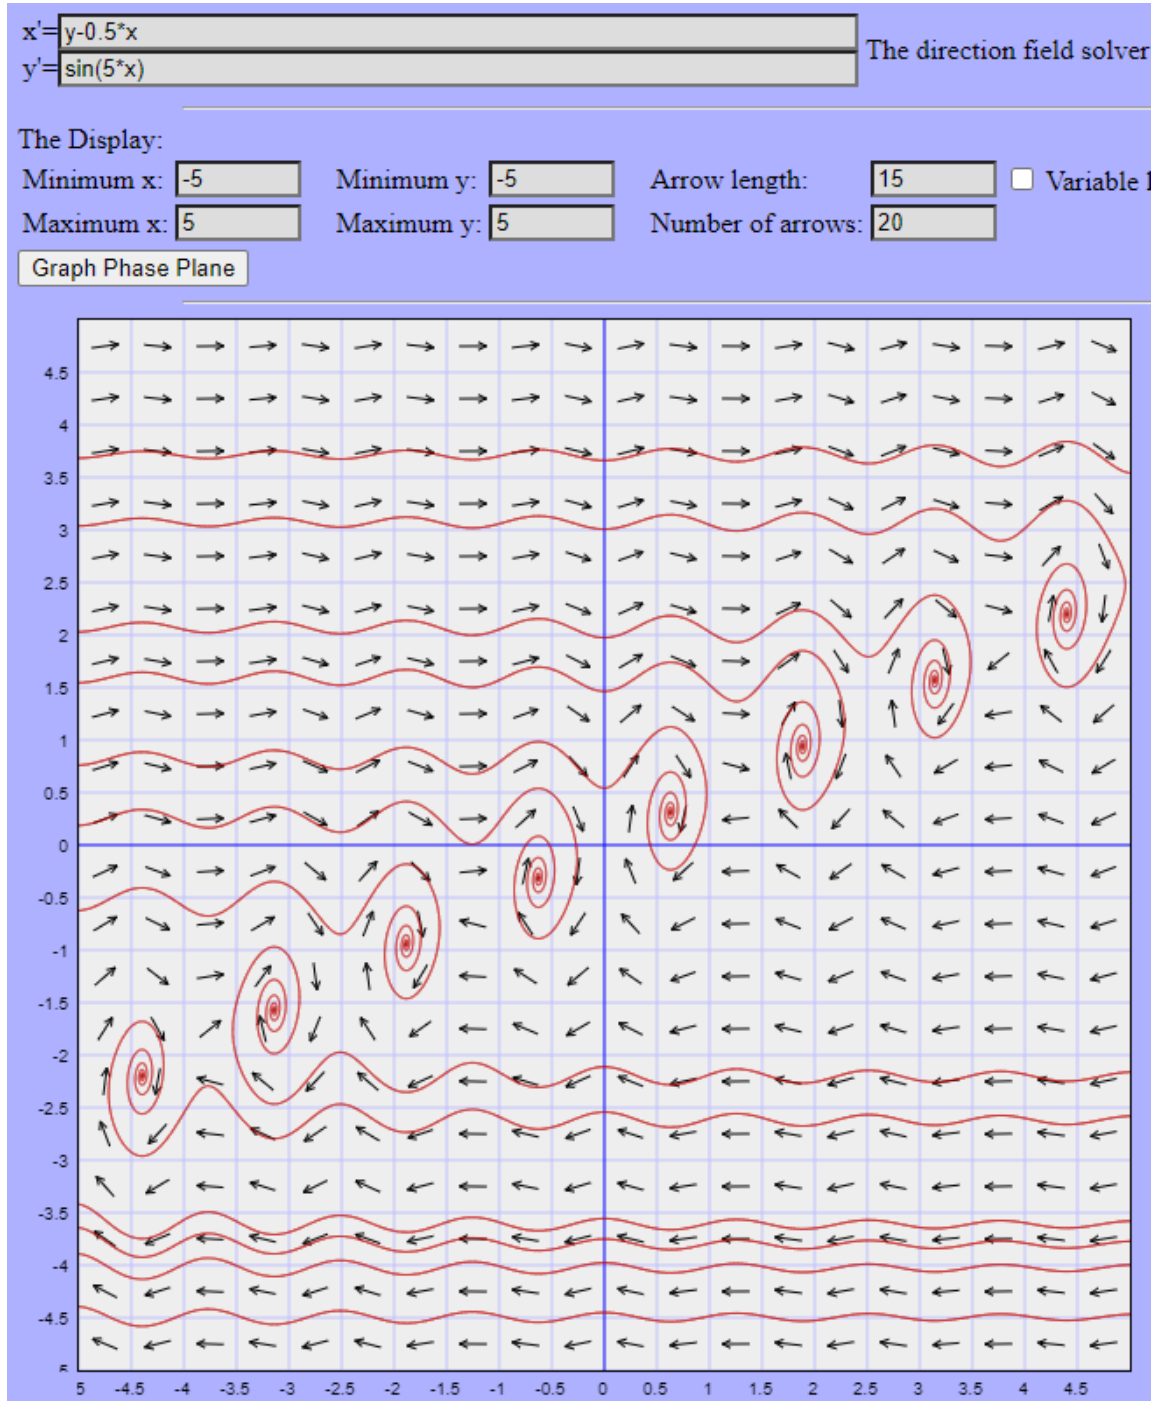 x'= y-0.5*x
y'= sin(5*x)
The direction field solver
The Display:
Minimum x: -5 Minimum y: -5 Arrow length: 15 Variable
Maximum x: 5 Maximum y: 5 Number of arrows: 20
Graph Phase Plane
4.5
4
3.5
3
2.5
2
1.5
1
0.5
0
-0.5
-1
-1.5
-2
-2.5
-3
-3.5
-4
-4.5
5 -4.5 -4 -3.5 -3 -2.5 -2 -1.5 -1 -0.5 0 0.5 1 1.5 2 2.5 3 3.5 4 4.5